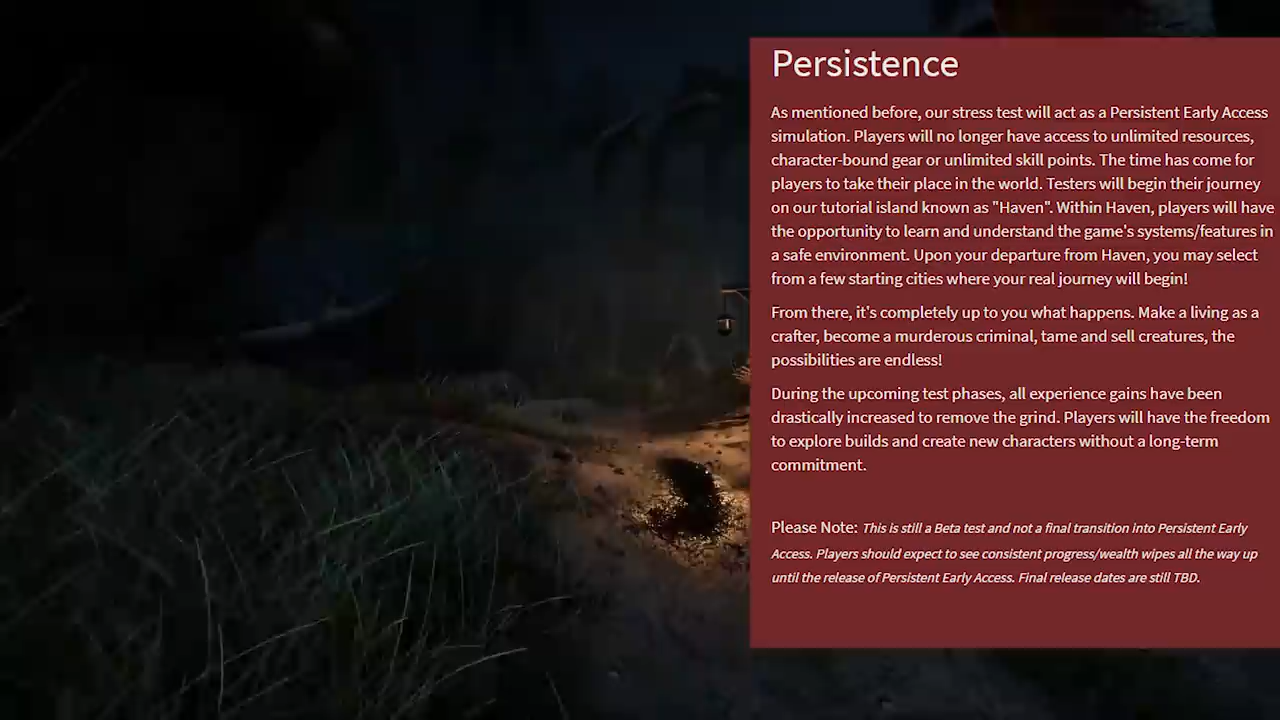 Persistence
As mentioned before, our stress test will act as a Persistent Early Access
simulation. Players will no longer have access to unlimited resources,
character-bound gear or unlimited skill points. The time has come for
players to take their place in the world. Testers will begin their journey
on our tutorial island known as "Haven". Within Haven, players will have
the opportunity to learn and understand the game's systems/features in
a safe environment. Upon your departure from Haven, you may select
from a few starting cities where your real journey will begin!
From there, it's completely up to you what happens. Make a living as a
crafter, become a murderous criminal, tame and sell creatures, the
possibilities are endless!
During the upcoming test phases, all experience gains have been
drastically increased to remove the grind. Players will have the freedom
to explore builds and create new characters without a long-term
commitment.
Please Note: This is still a Beta test and not a final transition into Persistent Early
Access. Players should expect to see consistent progress/wealth wipes all the way up
until the release of Persistent Early Access. Final release dates are still TBD.